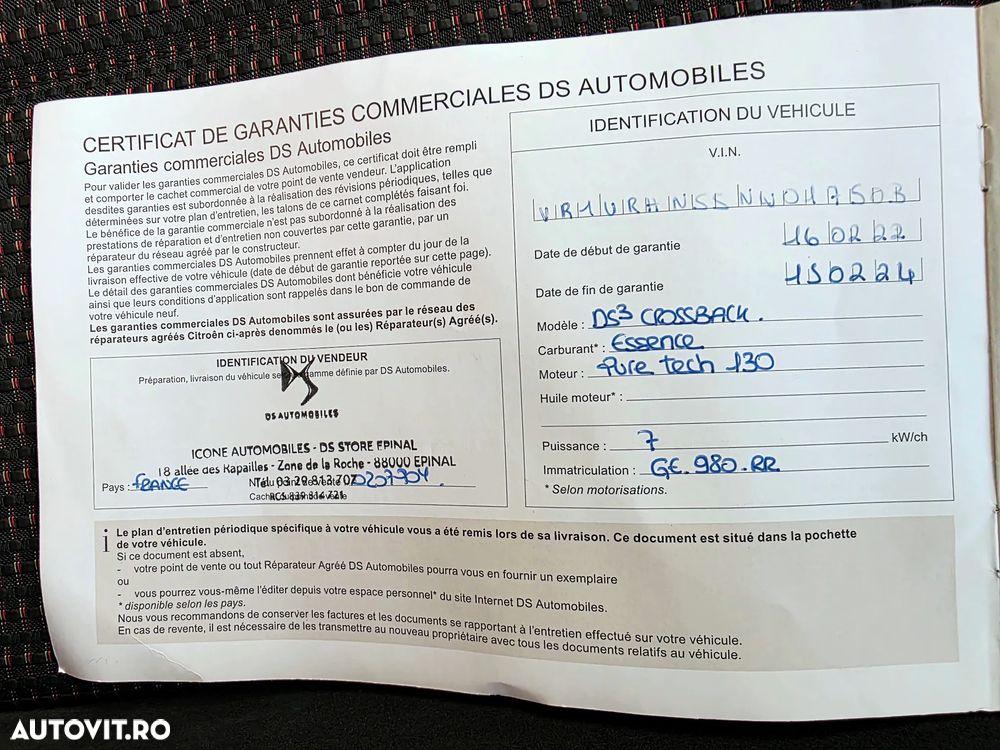 CERTIFICAT DE GARANTIES COMMERCIALES DS AUTOMOBILES
Garanties commerciales DS Automobiles
Pour valider les garanties commerciales DS Automobiles, ce certificat doit être rempli
et comporter le cachet commercial de votre point de vente vendeur. L'application
desdites garanties est subordonnée à la réalisation des révisions périodiques, telles que
déterminées sur votre plan d'entretien, les talons de ce carnet complétés faisant foi.
Le bénéfice de la garantie commerciale n'est pas subordonné à la réalisation des
prestations de réparation et d'entretien non couvertes par cette garantie, par un
réparateur du réseau agréé par le constructeur.
Les garanties commerciales DS Automobiles prennent effet à compter du jour de la
livraison effective de votre véhicule (date de début de garantie reportée sur cette page).
Le détail des garanties commerciales DS Automobiles dont bénéficie votre véhicule
ainsi que leurs conditions d'application sont rappelés dans le bon de commande de
votre véhicule neuf.
Les garanties commerciales DS Automobiles sont assurées par le réseau des
réparateurs agréés Citroën ci-après denommés le (ou les) Réparateur(s) Agréé(s).
IDENTIFICATION DU VENDEUR
Préparation, livraison du véhicule gamme définie par DS Automobiles.
DS AUTOMOBILES
ICONE AUTOMOBILES - DS STORE EPINAL
18 allée des Rapailles - Zone de la Roche - 88000 EPINAL
Tél. 03 29 813 707
Pays : FRANCE
020790H.
IDENTIFICATION DU VEHICULE
V.I.N.
Date de début de garantie 16 02 22
Date de fin de garantie 15 02 24
Modèle : DS3 CROSSBACK.
Carburant* : Essence
Moteur : Pure tech 130
Huile moteur* :
Puissance : 7 kW/ch
Immatriculation : GE.980.RR
* Selon motorisations.
i Le plan d'entretien périodique spécifique à votre véhicule vous a été remis lors de sa livraison. Ce document est situé dans la pochette
de votre véhicule.
Si ce document est absent,
- votre point de vente ou tout Réparateur Agréé DS Automobiles pourra vous en fournir un exemplaire
ou
- vous pourrez vous-même l'éditer depuis votre espace personnel* du site Internet DS Automobiles.
* disponible selon les pays.
Nous vous recommandons de conserver les factures et les documents se rapportant à l'entretien effectué sur votre véhicule.
En cas de revente, il est nécessaire de les transmettre au nouveau propriétaire avec tous les documents relatifs au véhicule.
AUTOVIT.RO